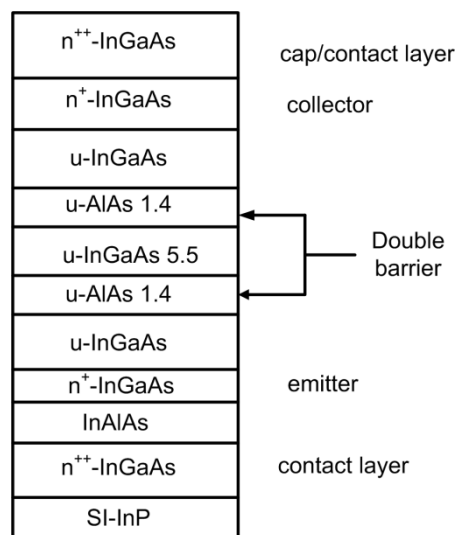 n++-InGaAs
cap/contact layer
n+-InGaAs
collector
u-InGaAs
u-AlAs 1.4
u-InGaAs 5.5
Double
barrier
u-AlAs 1.4
u-InGaAs
n+-InGaAs
emitter
InAlAs
n++-InGaAs
contact layer
SI-InP